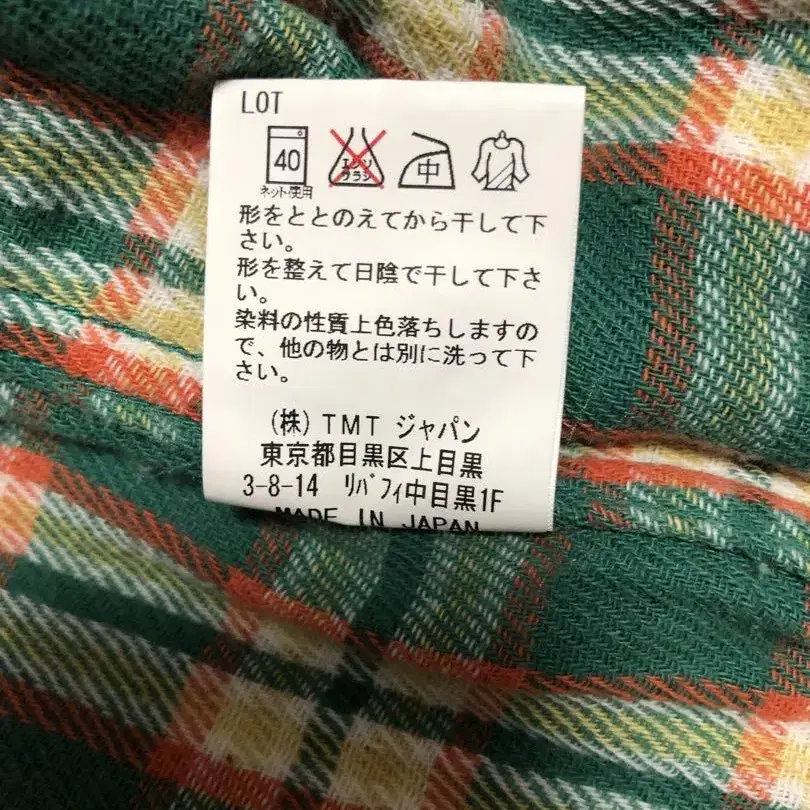 LOT
40
エンソ
サラシ
中
ネット使用
形をととのえてから干して下
さい。
形を整えて日陰で干して下さ
い。
染料の性質上色落ちしますの
で、他の物とは別に洗って下
さい。
(株) TMT ジャパン
東京都目黒区上目黒
3-8-14 ﾘﾊﾞﾌｨ中目黒1F
MADE IN JAPAN